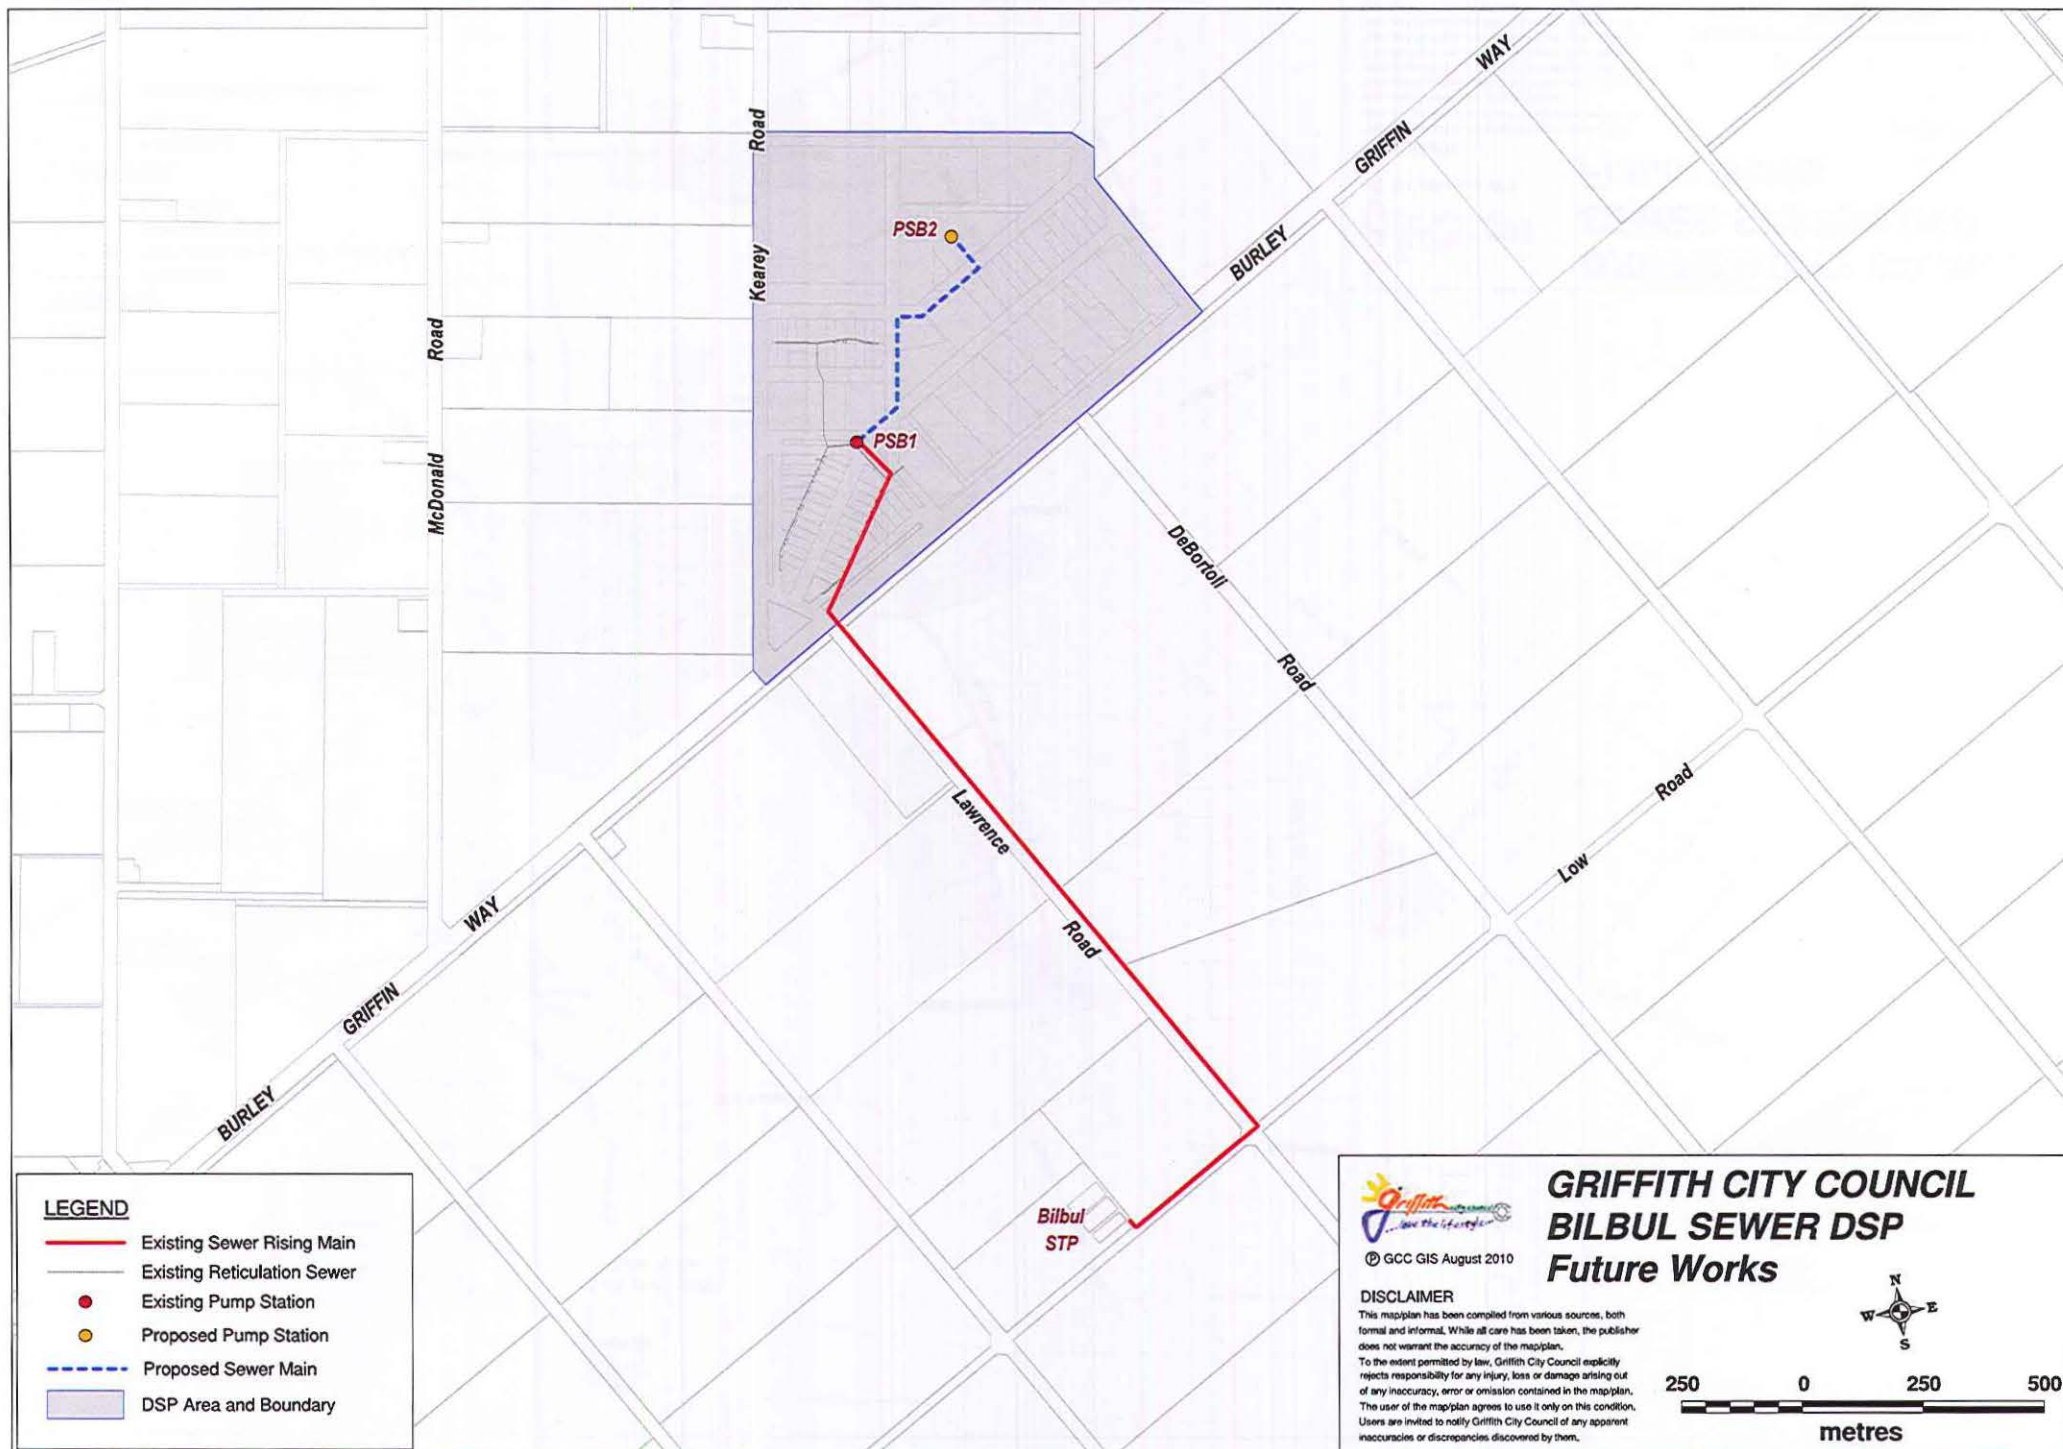 WAY
GRIFFIN
BURLEY
Road
Kearey
PSB2
Road
McDonald
PSB1
DeBortoli
Road
Road
Low
Lawrence
Road
WAY
GRIFFIN
BURLEY
Bilbul
STP
LEGEND
Existing Sewer Rising Main
Existing Reticulation Sewer
Existing Pump Station
Proposed Pump Station
Proposed Sewer Main
DSP Area and Boundary
Griffith
love the lifestyle
℗ GCC GIS August 2010
GRIFFITH CITY COUNCIL
BILBUL SEWER DSP
Future Works
DISCLAIMER
This map/plan has been compiled from various sources, both
formal and informal. While all care has been taken, the publisher
does not warrant the accuracy of the map/plan.
To the extent permitted by law, Griffith City Council explicitly
rejects responsibility for any injury, loss or damage arising out
of any inaccuracy, error or omission contained in the map/plan.
The user of the map/plan agrees to use it only on this condition.
Users are invited to notify Griffith City Council of any apparent
inaccuracies or discrepancies discovered by them.
N
W E
S
250 0 250 500
metres